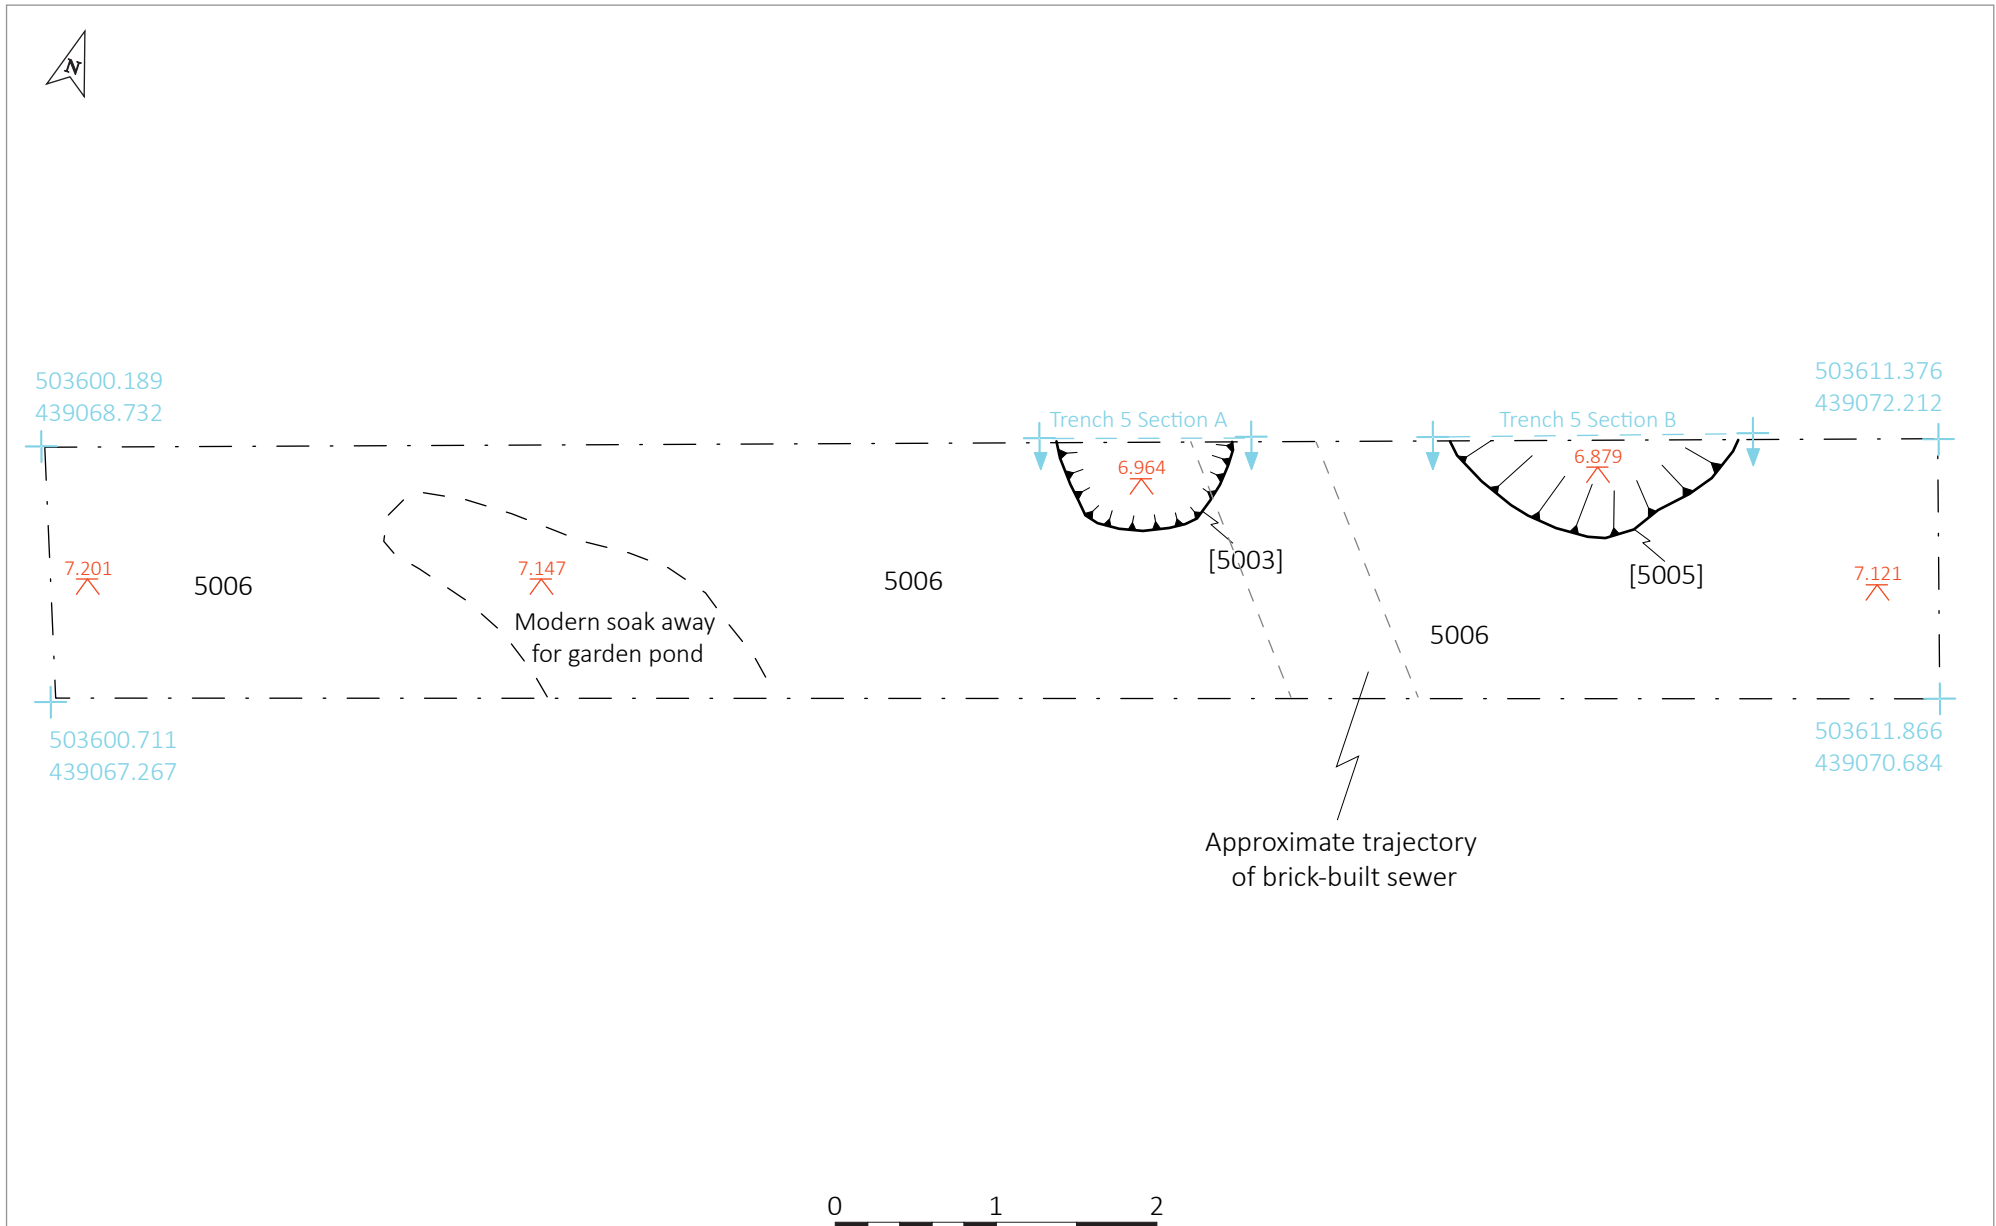 N
503600.189
439068.732
503611.376
439072.212
Trench 5 Section A
Trench 5 Section B
6.964
6.879
7.201
5006
7.147
5006
[5003]
[5005]
7.121
Modern soak away
for garden pond
5006
503600.711
439067.267
503611.866
439070.684
Approximate trajectory
of brick-built sewer
0 1 2